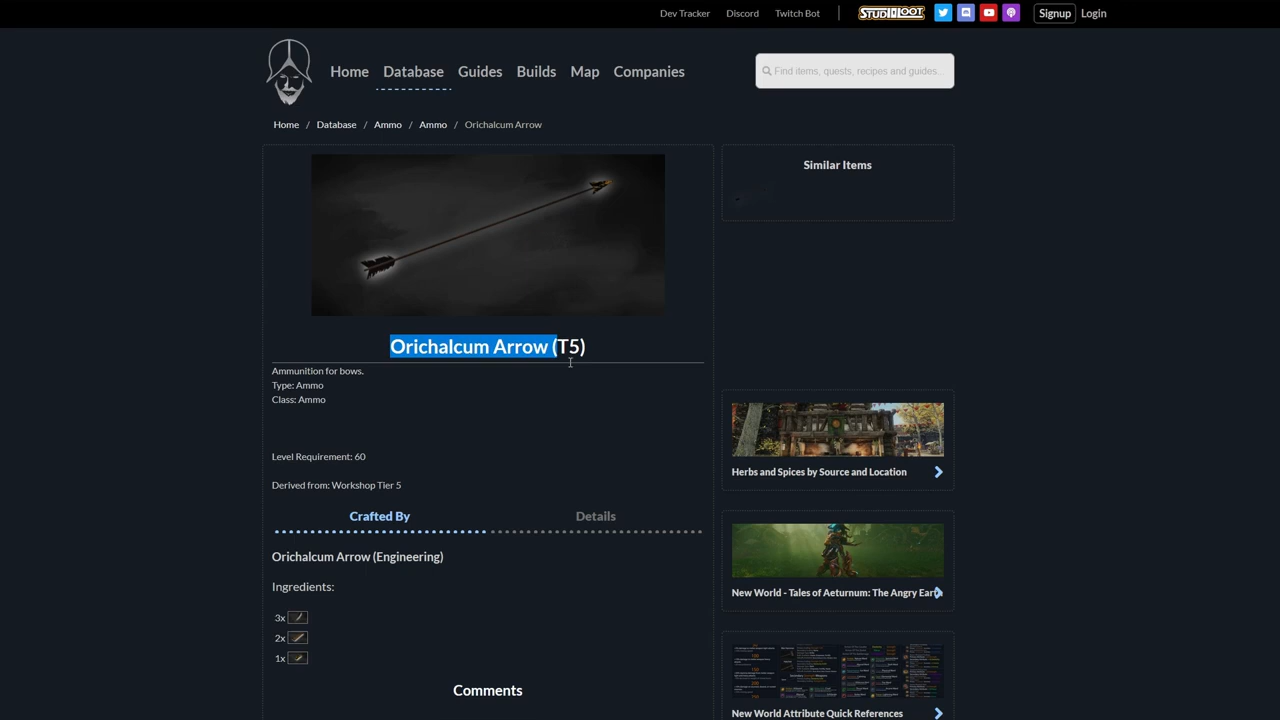 Dev Tracker Discord Twitch Bot STUDIOLOOT Signup Login
Home Database Guides Builds Map Companies
Find items, quests, recipes and guides...
Home / Database / Ammo / Ammo / Orichalcum Arrow
Similar Items
Orichalcum Arrow (T5)
Ammunition for bows.
Type: Ammo
Class: Ammo
Level Requirement: 60
Derived from: Workshop Tier 5
Crafted By Details
Orichalcum Arrow (Engineering)
Ingredients:
3x
2x
1x
Comments
Herbs and Spices by Source and Location
New World - Tales of Aeturnum: The Angry Earth
New World Attribute Quick References